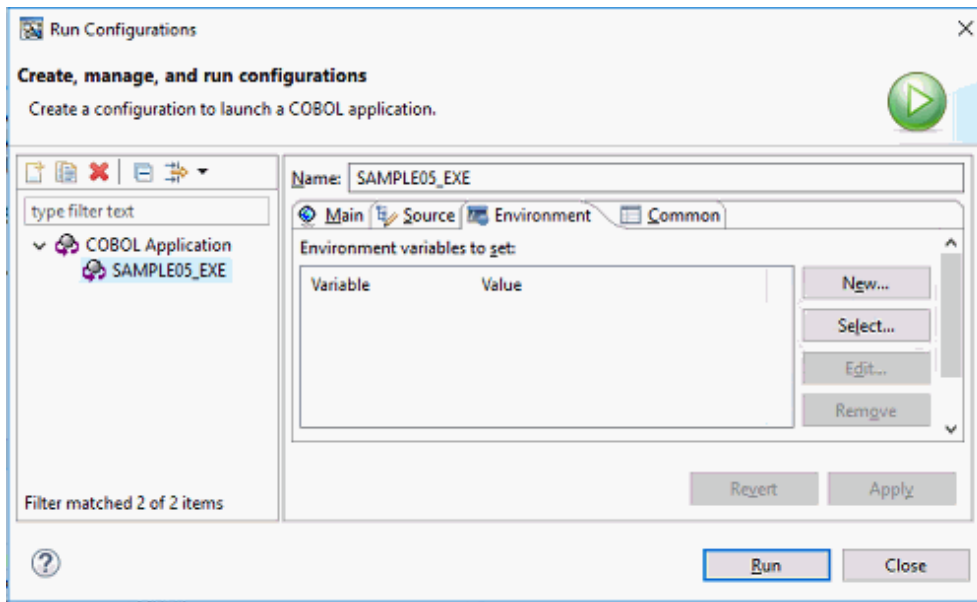 Run Configurations
Create, manage, and run configurations
Create a configuration to launch a COBOL application.
type filter text
COBOL Application
SAMPLE05_EXE
Filter matched 2 of 2 items
Name: SAMPLE05_EXE
Main Source Environment Common
Environment variables to set:
Variable Value
New...
Select...
Edit...
Remove
Revert Apply
? Run Close